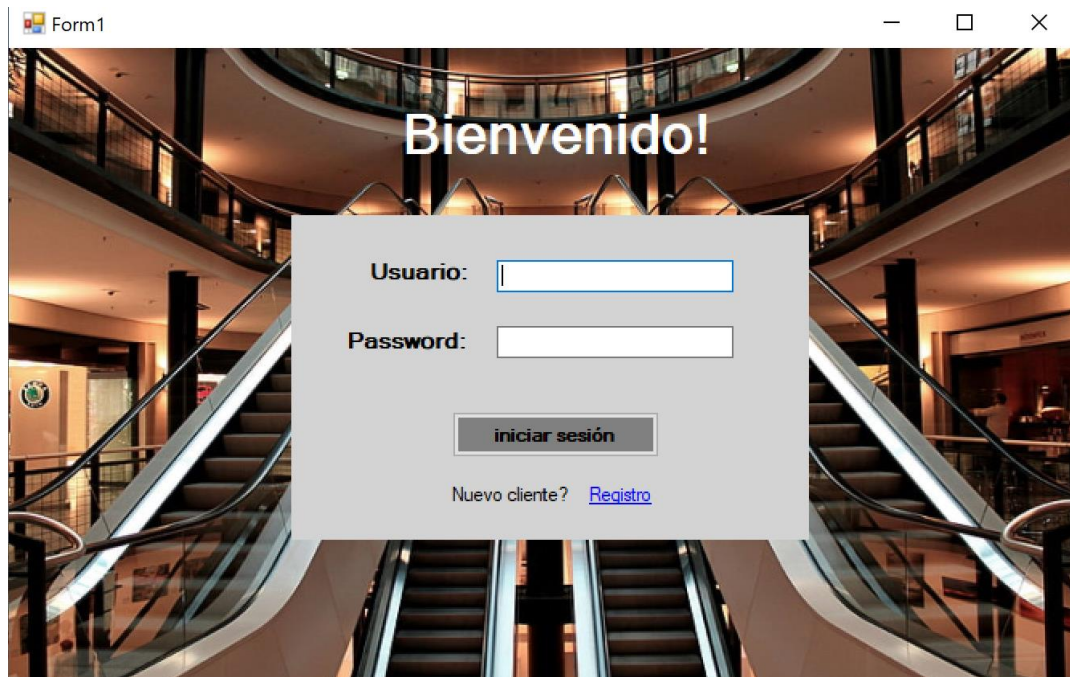 Form1
Bienvenido!
Usuario:
Password:
iniciar sesión
Nuevo cliente? Registro